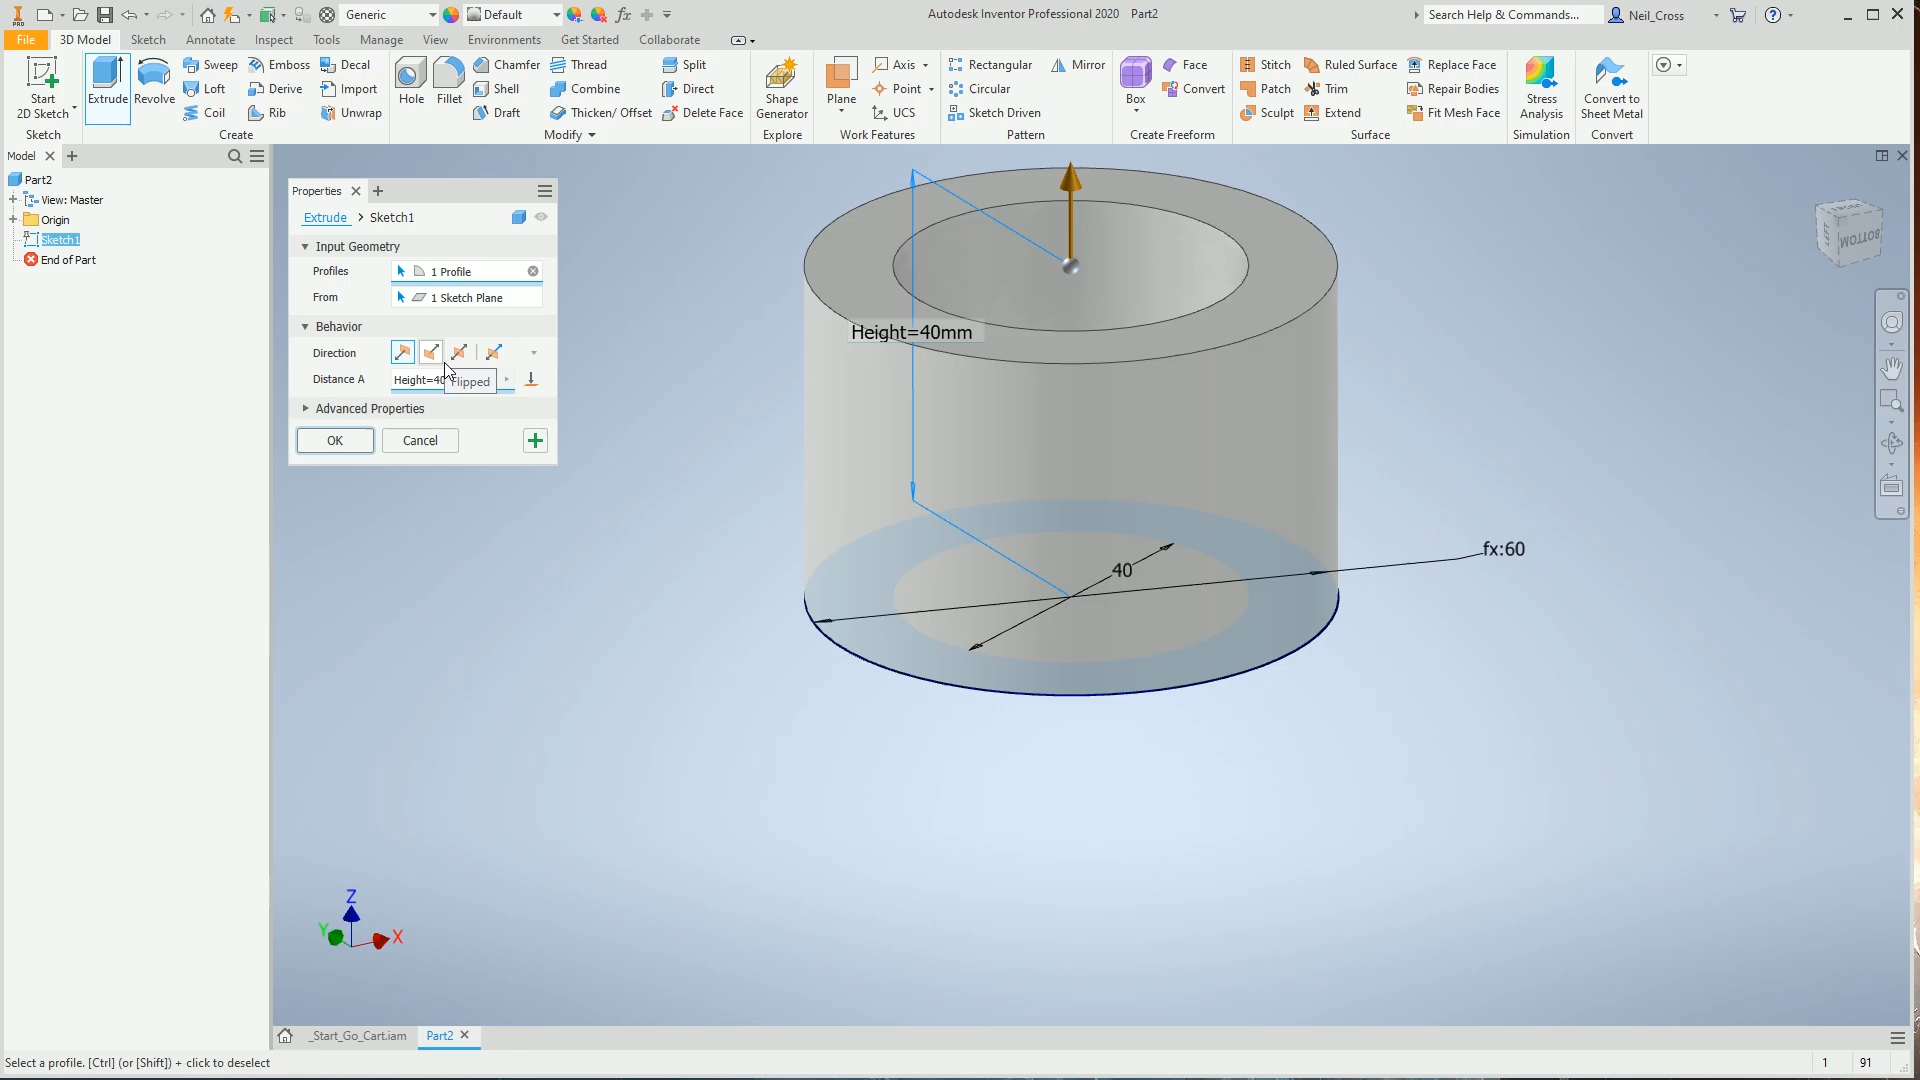 Generic
Default
fx
Autodesk Inventor Professional 2020 Part2
Search Help & Commands...
Neil_Cross
File 3D Model Sketch Annotate Inspect Tools Manage View Environments Get Started Collaborate
Start
2D Sketch
Sketch
Extrude
Revolve
Sweep
Loft
Coil
Emboss
Derive
Rib
Decal
Import
Unwrap
Create
Hole
Fillet
Chamfer
Shell
Draft
Thread
Combine
Thicken/ Offset
Split
Direct
Delete Face
Modify
Shape
Generator
Explore
Plane
Axis
Point
UCS
Work Features
Rectangular
Circular
Sketch Driven
Mirror
Pattern
Box
Face
Convert
Create Freeform
Stitch
Patch
Sculpt
Ruled Surface
Trim
Extend
Replace Face
Repair Bodies
Fit Mesh Face
Surface
Stress
Analysis
Simulation
Convert to
Sheet Metal
Convert
Model
Part2
View: Master
Origin
Sketch1
End of Part
Properties
Extrude > Sketch1
Input Geometry
Profiles 1 Profile
From 1 Sketch Plane
Behavior
Direction
Distance A Height=40
Flipped
Advanced Properties
OK Cancel
Height=40mm
40
fx:60
LEFT
BOTTOM
Z
Y
X
_Start_Go_Cart.iam Part2
Select a profile. [Ctrl] (or [Shift]) + click to deselect
1 91